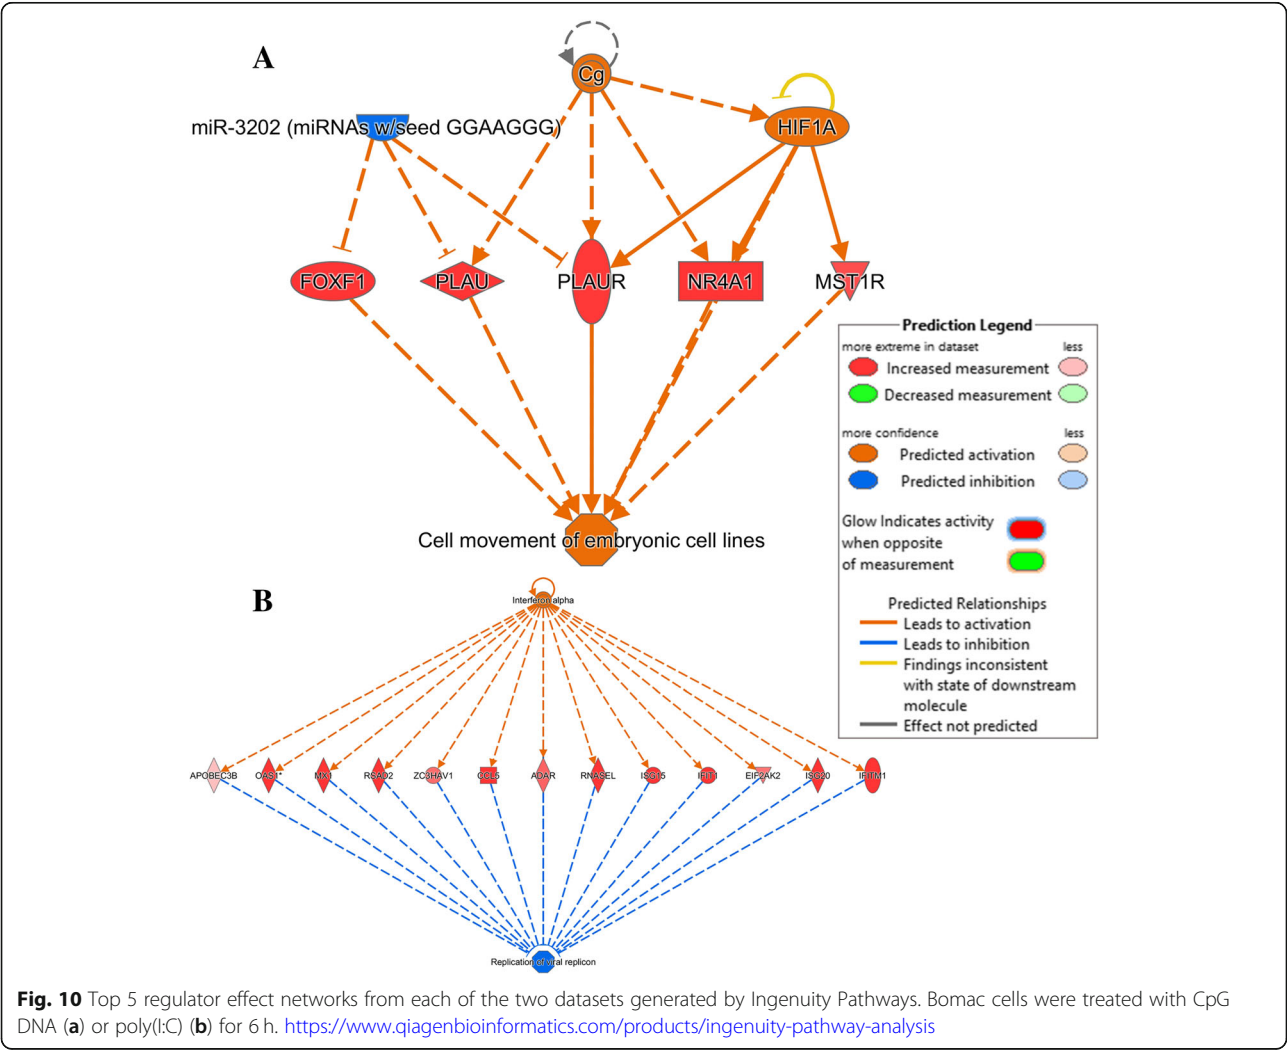 A
Cg
miR-3202 (miRNAs w/seed GGAAGGG)
HIF1A
FOXF1
PLAU
PLAUR
NR4A1
MST1R
Cell movement of embryonic cell lines
Prediction Legend
more extreme in dataset
less
Increased measurement
Decreased measurement
more confidence
less
Predicted activation
Predicted inhibition
Glow Indicates activity
when opposite
of measurement
Predicted Relationships
Leads to activation
Leads to inhibition
Findings inconsistent
with state of downstream
molecule
Effect not predicted
B
Interferon alpha
APOBEC3B
OAS1*
MX1
RSAD2
ZC3HAV1
CCL5
ADAR
RNASEL
ISG15
IFIT1
EIF2AK2
ISG20
IFITM1
Replication of viral replicon
Fig. 10 Top 5 regulator effect networks from each of the two datasets generated by Ingenuity Pathways. Bomac cells were treated with CpG
DNA (a) or poly(I:C) (b) for 6 h. https://www.qiagenbioinformatics.com/products/ingenuity-pathway-analysis